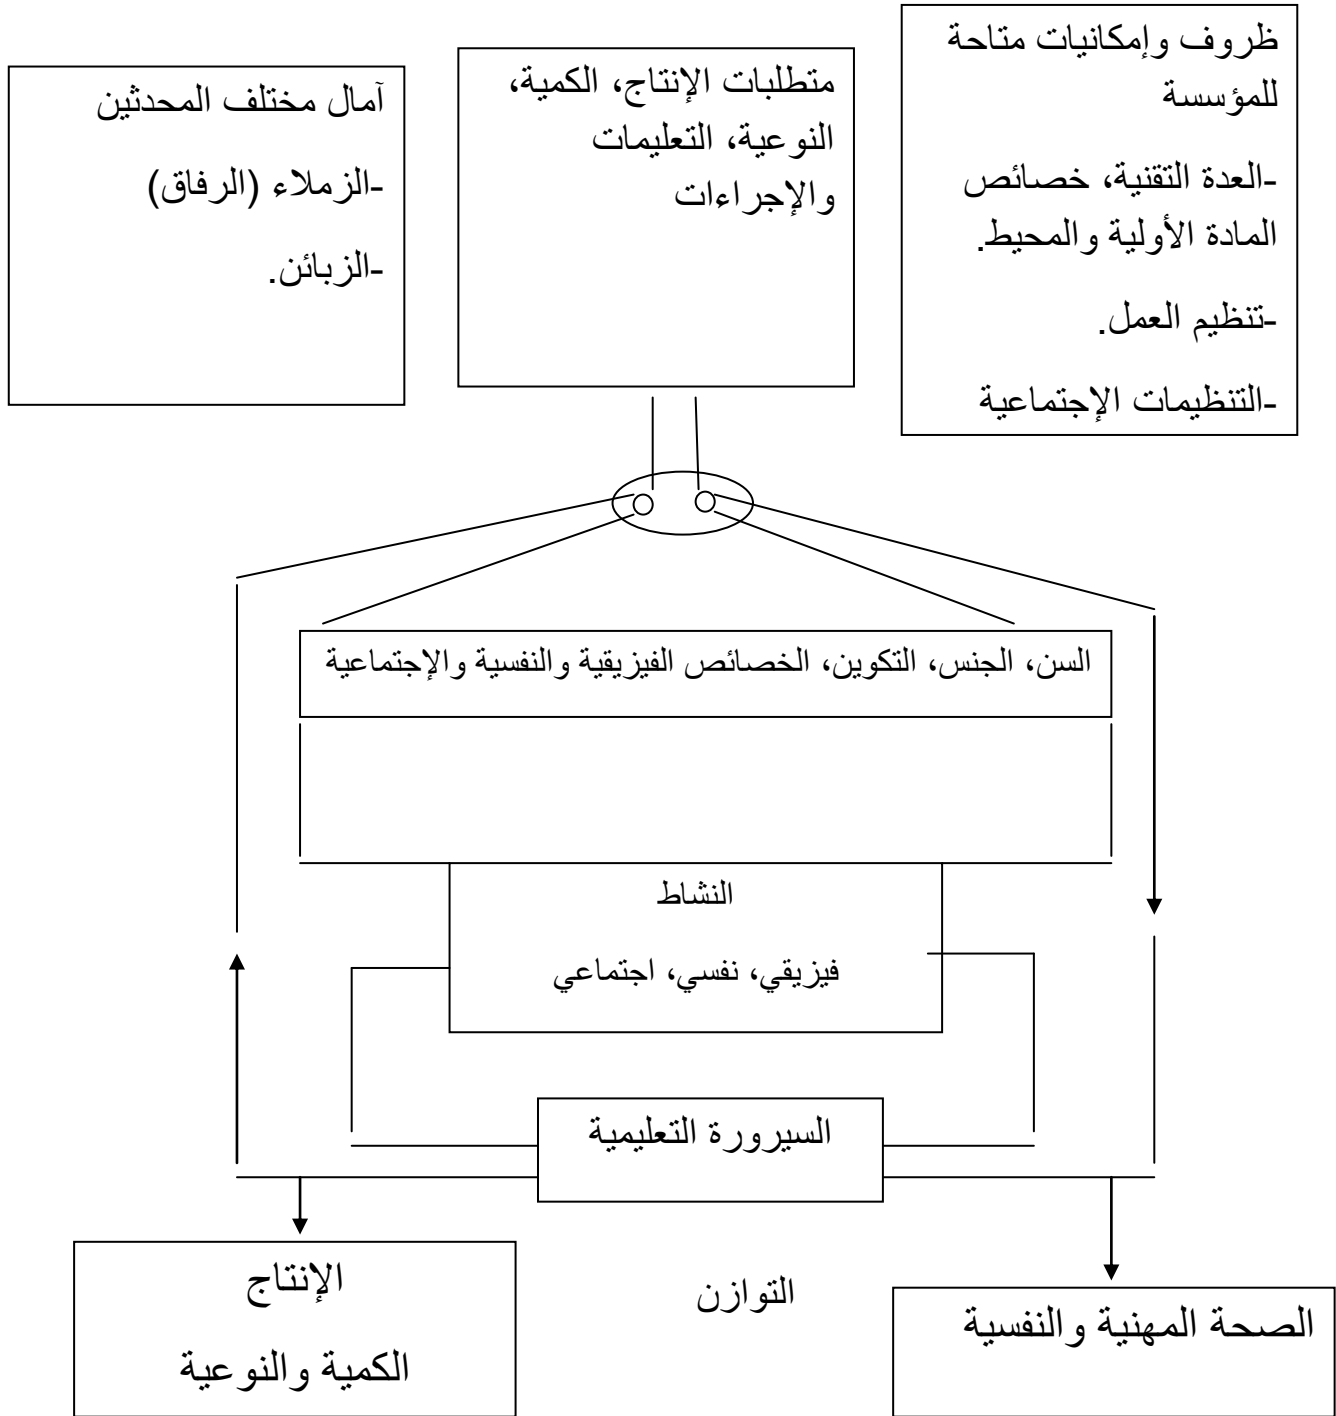 ظروف وإمكانيات متاحة
للمؤسسة
-العدة التقنية، خصائص
المادة الأولية والمحيط.
-تنظيم العمل.
-التنظيمات الإجتماعية
متطلبات الإنتاج، الكمية،
النوعية، التعليمات
والإجراءات
آمال مختلف المحدثين
-الزملاء (الرفاق)
-الزبائن.
السن، الجنس، التكوين، الخصائص الفيزيقية والنفسية والإجتماعية
النشاط
فيزيقي، نفسي، اجتماعي
السيرورة التعليمية
الصحة المهنية والنفسية
التوازن
الإنتاج
الكمية والنوعية